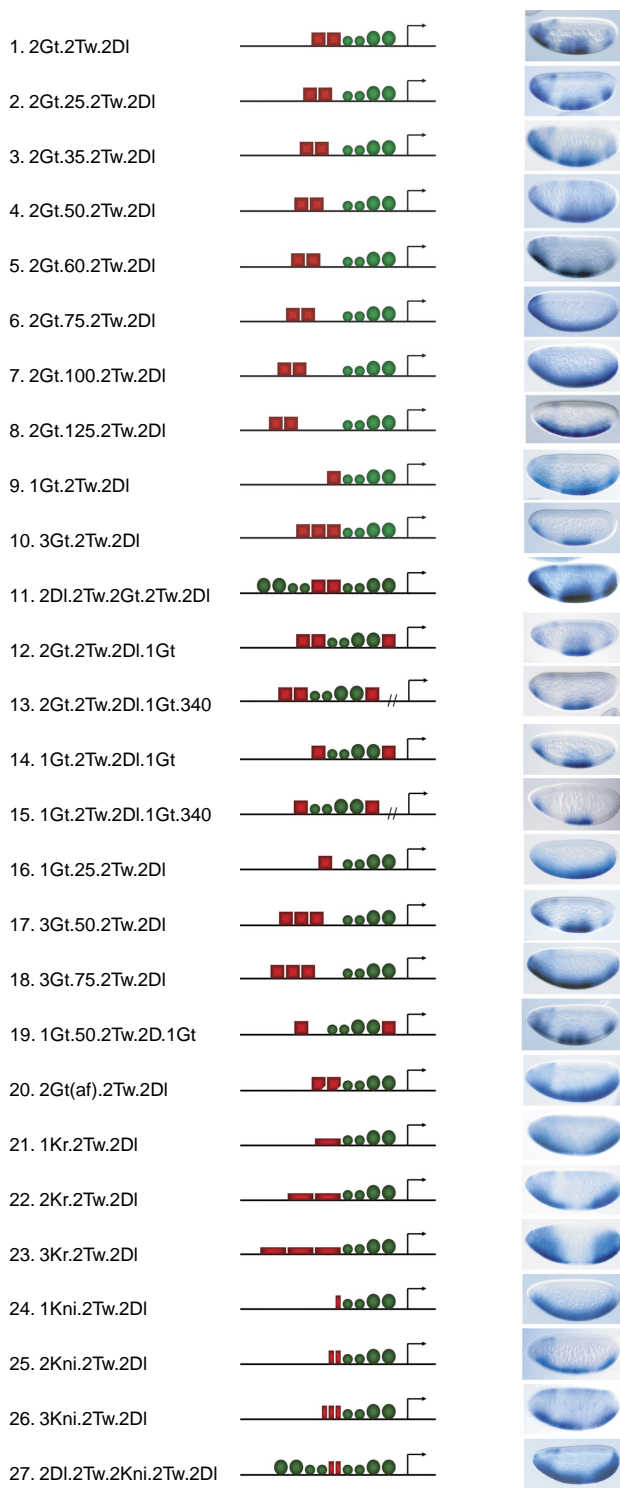 1. 2Gt.2Tw.2Dl
2. 2Gt.25.2Tw.2Dl
3. 2Gt.35.2Tw.2Dl
4. 2Gt.50.2Tw.2Dl
5. 2Gt.60.2Tw.2Dl
6. 2Gt.75.2Tw.2Dl
7. 2Gt.100.2Tw.2Dl
8. 2Gt.125.2Tw.2Dl
9. 1Gt.2Tw.2Dl
10. 3Gt.2Tw.2Dl
11. 2Dl.2Tw.2Gt.2Tw.2Dl
12. 2Gt.2Tw.2Dl.1Gt
13. 2Gt.2Tw.2Dl.1Gt.340
14. 1Gt.2Tw.2Dl.1Gt
15. 1Gt.2Tw.2Dl.1Gt.340
16. 1Gt.25.2Tw.2Dl
17. 3Gt.50.2Tw.2Dl
18. 3Gt.75.2Tw.2Dl
19. 1Gt.50.2Tw.2D.1Gt
20. 2Gt(af).2Tw.2Dl
21. 1Kr.2Tw.2Dl
22. 2Kr.2Tw.2Dl
23. 3Kr.2Tw.2Dl
24. 1Kni.2Tw.2Dl
25. 2Kni.2Tw.2Dl
26. 3Kni.2Tw.2Dl
27. 2Dl.2Tw.2Kni.2Tw.2Dl